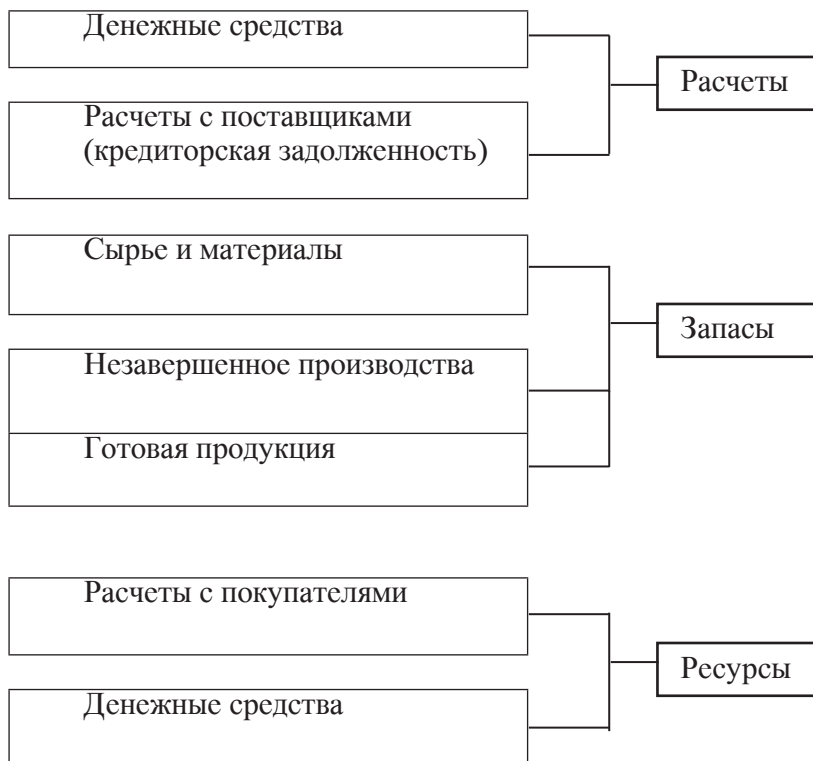 Денежные средства
Расчеты
Расчеты с поставщиками
(кредиторская задолженность)
Сырье и материалы
Запасы
Незавершенное производства
Готовая продукция
Расчеты с покупателями
Ресурсы
Денежные средства